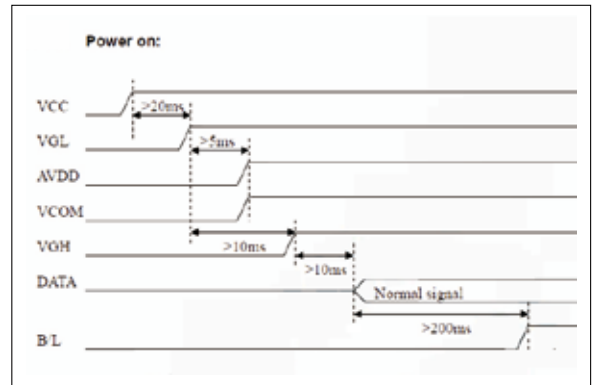 Power on:
VCC
>20ms
VGL
>5ms
AVDD
VCOM
VGH
>10ms
>10ms
DATA
Normal signal
>200ms
B/L